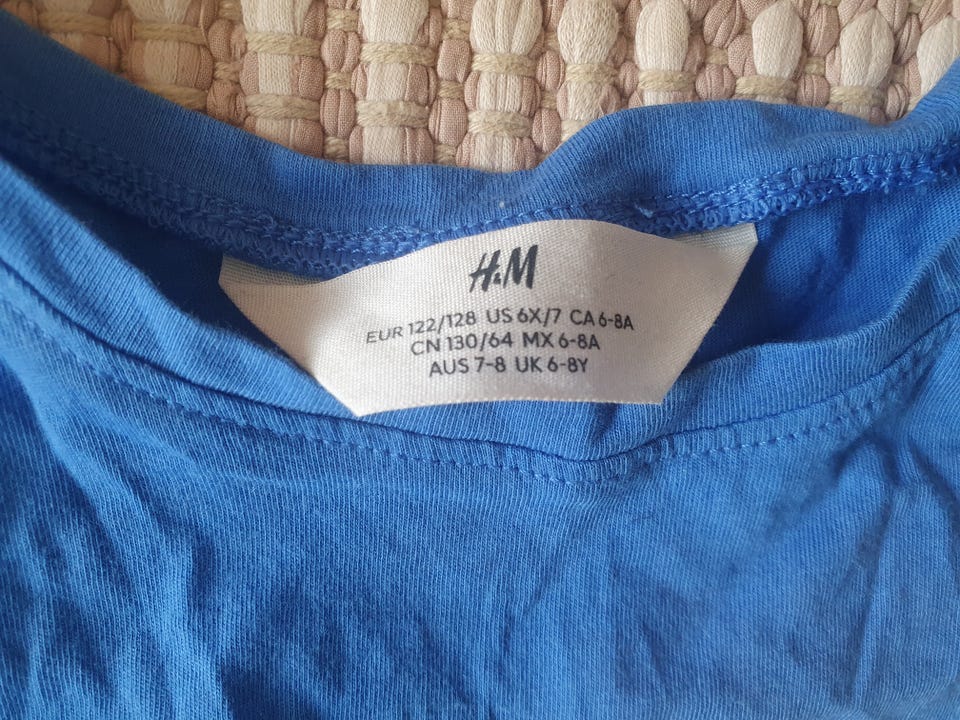 H&M
EUR 122/128 US 6X/7 CA 6-8A
CN 130/64 MX 6-8A
AUS 7-8 UK 6-8Y